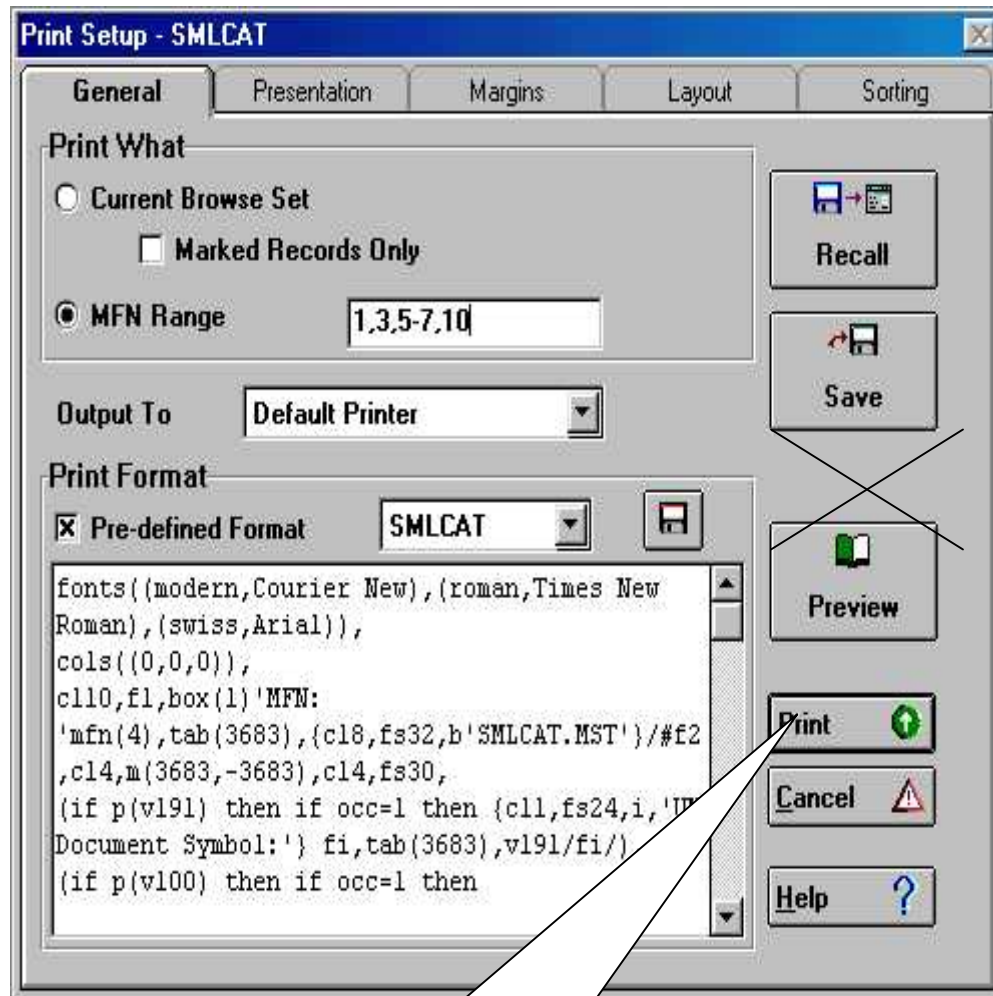 Print Setup - SMLCAT
General Presentation Margins Layout Sorting
Print What
Current Browse Set
Marked Records Only
MFN Range 1,3,5-7,10
Recall
Save
Output To Default Printer
Print Format
Pre-defined Format SMLCAT
Preview
fonts((modern,Courier New),(roman,Times New
Roman),(swiss,Arial)),
cols((0,0,0)),
cl10,f1,box(1)'MFN:
'mfn(4),tab(3683),{cl8,fs32,b'SMLCAT.MST'}/#f2
,cl4,m(3683,-3683),cl4,fs30,
(if p(v191) then if occ=1 then {cl1,fs24,i,'
Document Symbol:'} fi,tab(3683),v191/fi/)
(if p(v100) then if occ=1 then
Print
Cancel
Help ?